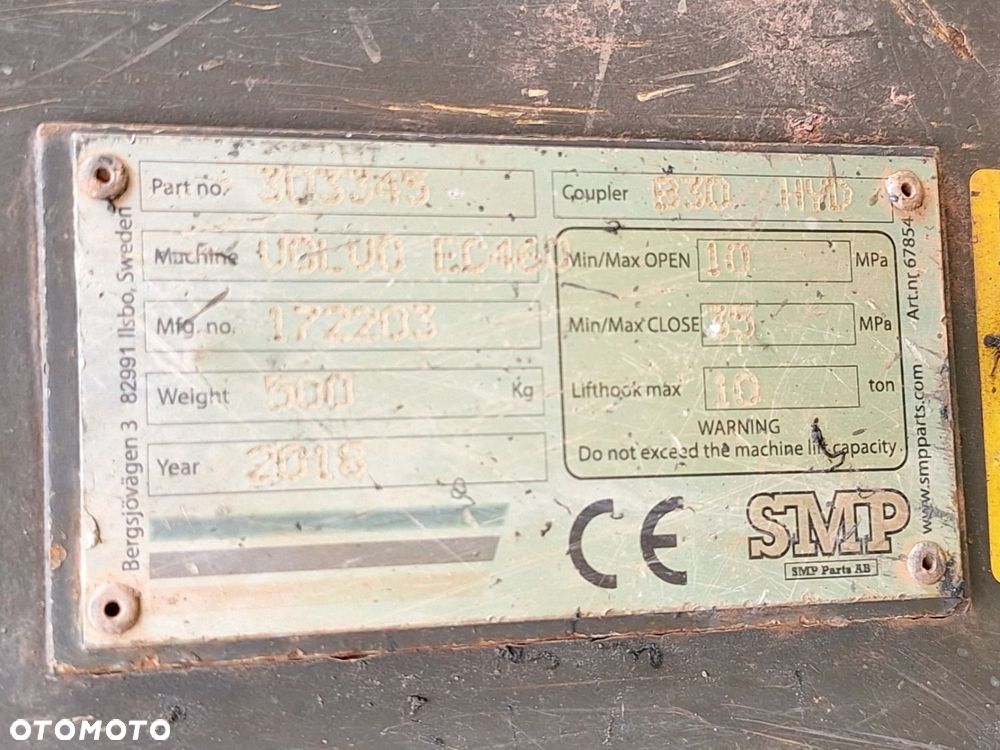 Part no. 303345
Machine VOLVO EC460
Mfg. no. 172203
Weight 500 Kg
Year 2018
Coupler B30 / HYD
Min/Max OPEN 10 MPa
Min/Max CLOSE 35 MPa
Lifthook max 10 ton
WARNING
Do not exceed the machine lift capacity
CE
SMP
SMP Parts AB
Bergsjövägen 3 82991 Ilsbo, Sweden
www.smpparts.com Art.nr 67854
OTOMOTO